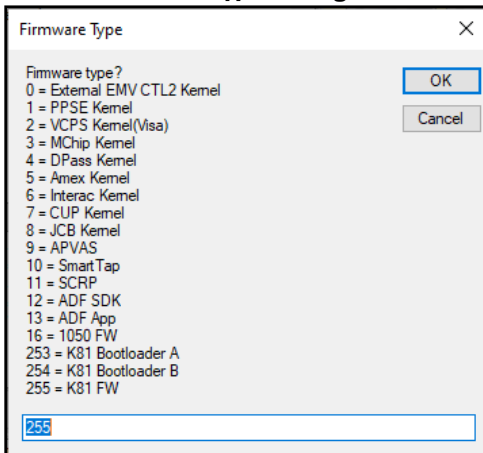 Firmware Type
Firmware type?
0 = External EMV CTL2 Kernel
1 = PPSE Kernel
2 = VCPS Kernel(Visa)
3 = MChip Kernel
4 = DPass Kernel
5 = Amex Kernel
6 = Interac Kernel
7 = CUP Kernel
8 = JCB Kernel
9 = APVAS
10 = SmartTap
11 = SCRP
12 = ADF SDK
13 = ADF App
16 = 1050 FW
253 = K81 Bootloader A
254 = K81 Bootloader B
255 = K81 FW
OK
Cancel
255